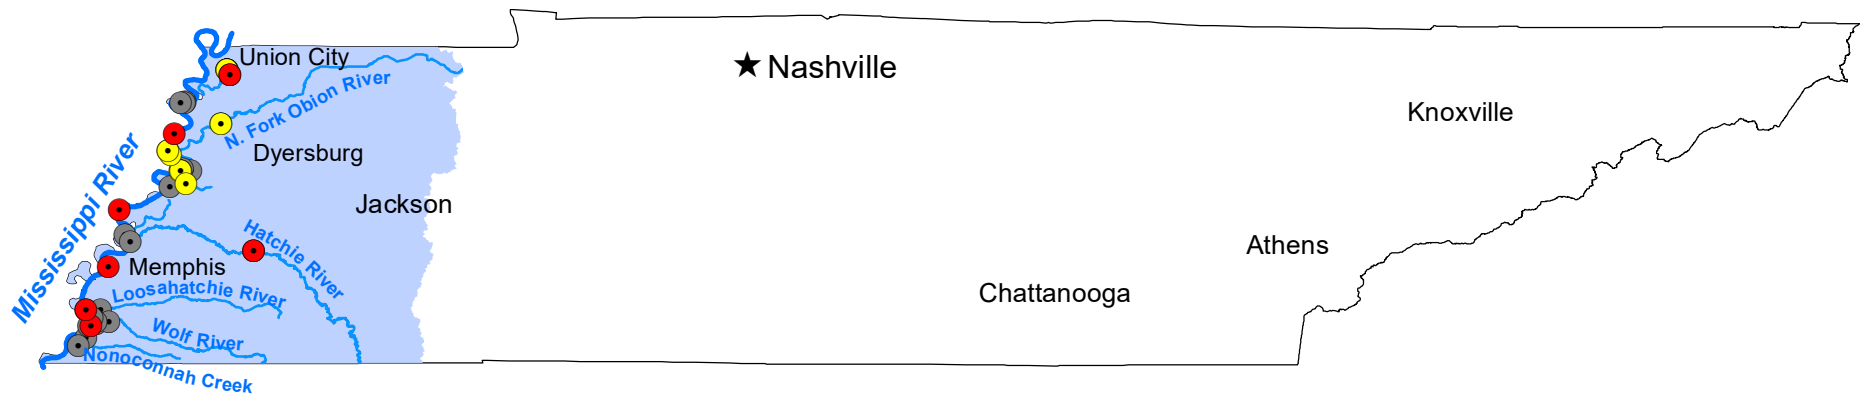 Union City
Nashville
N. Fork Obion River
Knoxville
Dyersburg
Mississippi River
Jackson
Hatchie River
Athens
Memphis
Loosahatchie River
Chattanooga
Wolf River
Nonoconnah Creek